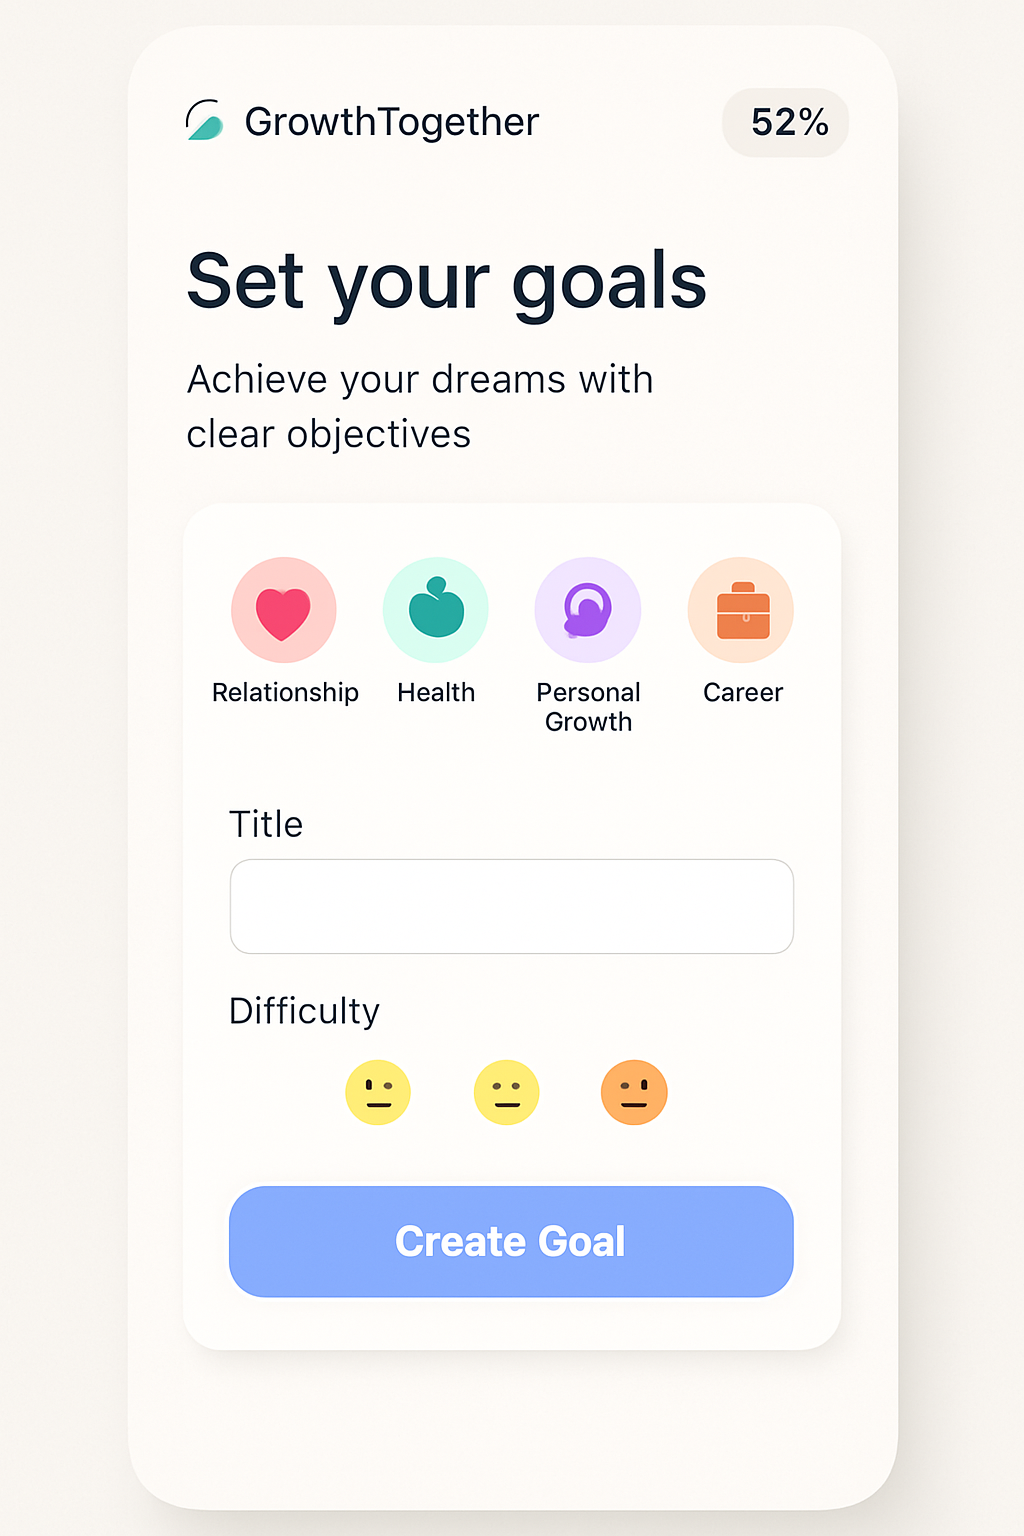 GrowthTogether
52%
Set your goals
Achieve your dreams with
clear objectives
Relationship
Health
Personal
Growth
Career
Title
Difficulty
Create Goal